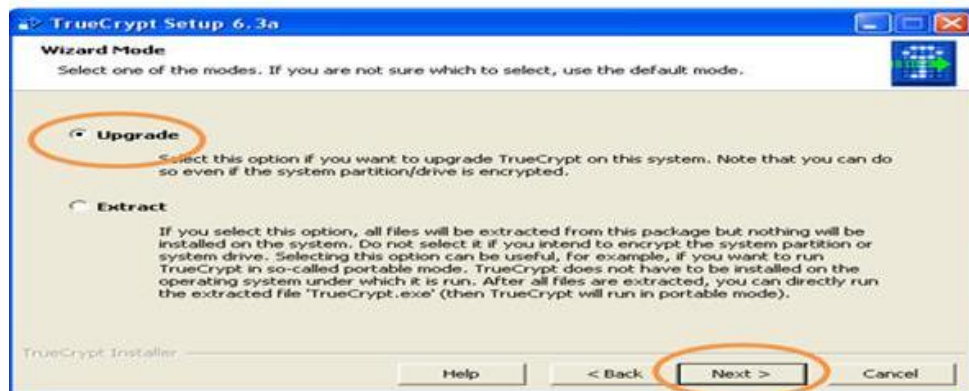 TrueCrypt Setup 6.3a
Wizard Mode
Select one of the modes. If you are not sure which to select, use the default mode.
Upgrade
Select this option if you want to upgrade TrueCrypt on this system. Note that you can do
so even if the system partition/drive is encrypted.
Extract
If you select this option, all files will be extracted from this package but nothing will be
installed on the system. Do not select it if you intend to encrypt the system partition or
system drive. Selecting this option can be useful, for example, if you want to run
TrueCrypt in so-called portable mode. TrueCrypt does not have to be installed on the
operating system under which it is run. After all files are extracted, you can directly run
the extracted file 'TrueCrypt.exe' (then TrueCrypt will run in portable mode).
TrueCrypt Installer
Help
< Back
Next >
Cancel